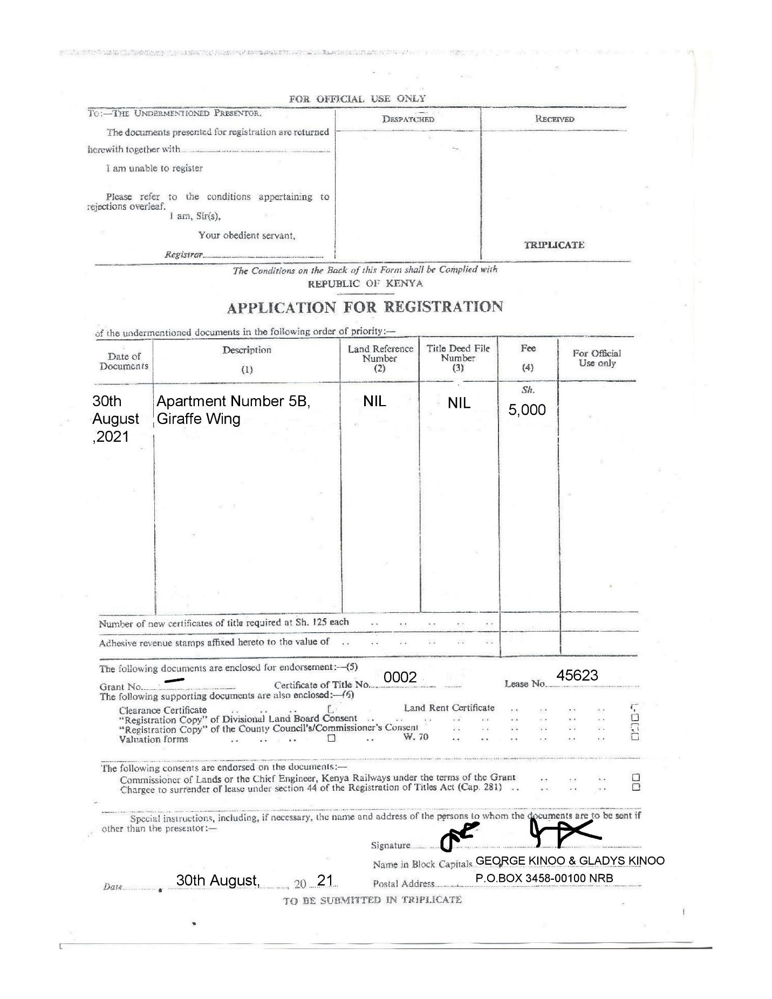 FOR OFFICIAL USE ONLY
TO:—THE UNDERMENTIONED PRESENTOR.
The documents presented for registration are returned
herewith together with
I am unable to register
Please refer to the conditions appertaining to
rejections overleaf.
I am, Sir(s),
Your obedient servant,
Registrar
DESPATCHED
RECEIVED
TRIPLICATE
The Conditions on the Back of this Form shall be Complied with
REPUBLIC OF KENYA
APPLICATION FOR REGISTRATION
of the undermentioned documents in the following order of priority:—
Date of
Documents
Description
(1)
Land Reference
Number
(2)
Title Deed File
Number
(3)
Fee
(4)
For Official
Use only
Sh.
30th
August
,2021
Apartment Number 5B,
Giraffe Wing
NIL
NIL
5,000
Number of new certificates of title required at Sh. 125 each
Adhesive revenue stamps affixed hereto to the value of
The following documents are enclosed for endorsement:—(5)
Grant No. — Certificate of Title No. 0002 Lease No. 45623
The following supporting documents are also enclosed:—(6)
Clearance Certificate Land Rent Certificate
"Registration Copy" of Divisional Land Board Consent
"Registration Copy" of the County Council's/Commissioner's Consent
Valuation forms W. 70
The following consents are endorsed on the documents:—
Commissioner of Lands or the Chief Engineer, Kenya Railways under the terms of the Grant
Chargee to surrender of lease under section 44 of the Registration of Titles Act (Cap. 281)
Special instructions, including, if necessary, the name and address of the persons to whom the documents are to be sent if
other than the presentor:—
Signature
Name in Block Capitals GEORGE KINOO & GLADYS KINOO
Date 30th August, , 20 21
Postal Address P.O.BOX 3458-00100 NRB
TO BE SUBMITTED IN TRIPLICATE